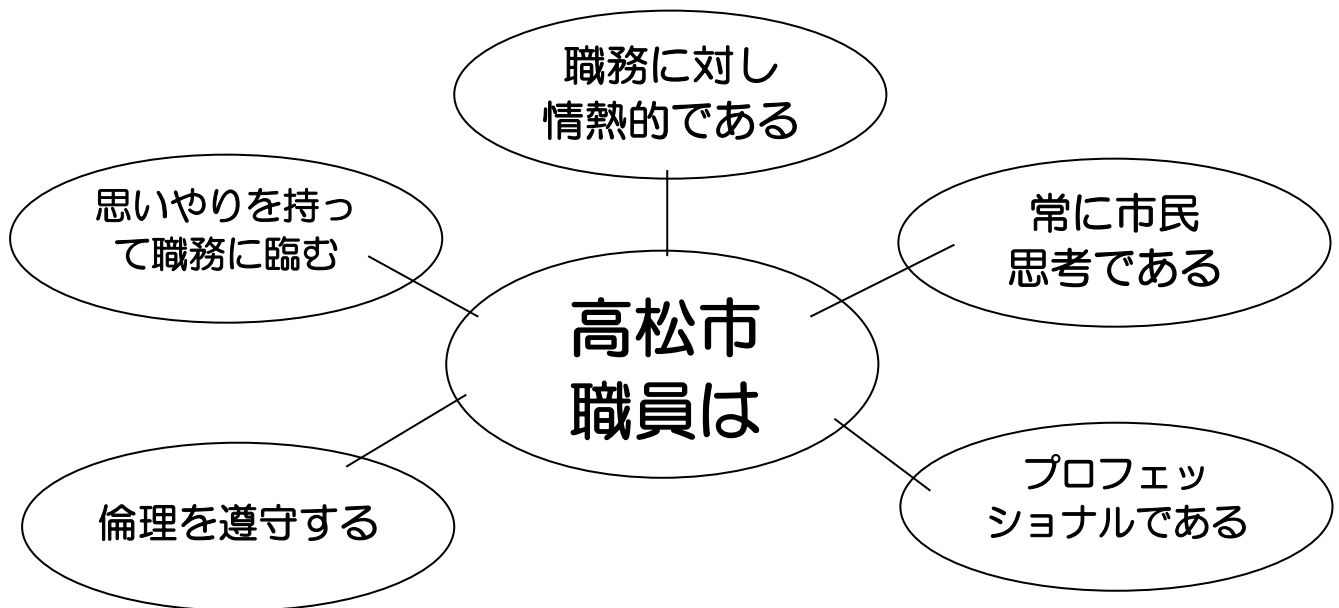 職務に対し
情熱的である
思いやりを持っ
て職務に臨む
常に市民
思考である
高松市
職員は
倫理を遵守する
プロフェッ
ショナルである